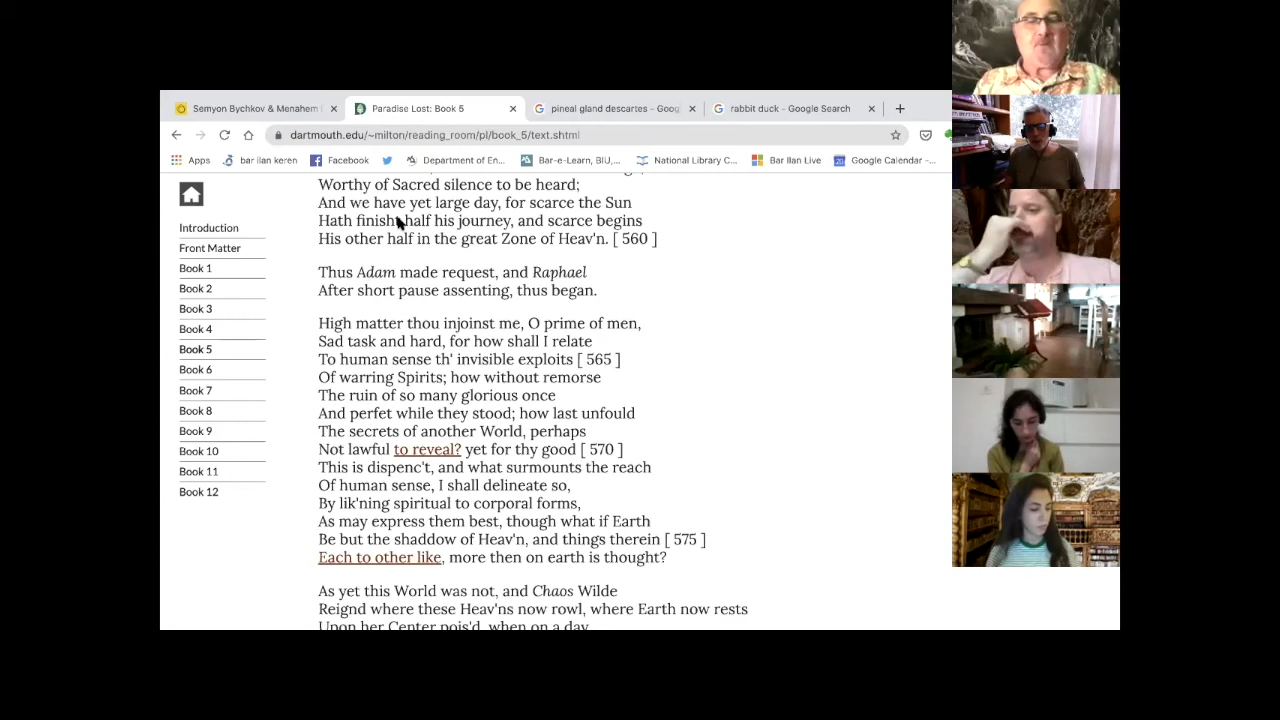 Semyon Bychkov & Menahem
Paradise Lost: Book 5
pineal gland descartes - Goog
rabbit duck - Google Search
dartmouth.edu/~milton/reading_room/pl/book_5/text.shtml
Apps
bar ilan keren
Facebook
Department of En...
Bar-e-Learn, BIU,...
National Library C...
Bar Ilan Live
Google Calendar -...
Introduction
Front Matter
Book 1
Book 2
Book 3
Book 4
Book 5
Book 6
Book 7
Book 8
Book 9
Book 10
Book 11
Book 12
Worthy of Sacred silence to be heard;
And we have yet large day, for scarce the Sun
Hath finisht half his journey, and scarce begins
His other half in the great Zone of Heav'n. [ 560 ]
Thus Adam made request, and Raphael
After short pause assenting, thus began.
High matter thou injoinst me, O prime of men,
Sad task and hard, for how shall I relate
To human sense th' invisible exploits [ 565 ]
Of warring Spirits; how without remorse
The ruin of so many glorious once
And perfet while they stood; how last unfould
The secrets of another World, perhaps
Not lawful to reveal? yet for thy good [ 570 ]
This is dispenc't, and what surmounts the reach
Of human sense, I shall delineate so,
By lik'ning spiritual to corporal forms,
As may express them best, though what if Earth
Be but the shaddow of Heav'n, and things therein [ 575 ]
Each to other like, more then on earth is thought?
As yet this World was not, and Chaos Wilde
Reignd where these Heav'ns now rowl, where Earth now rests
Upon her Center pois'd, when on a day